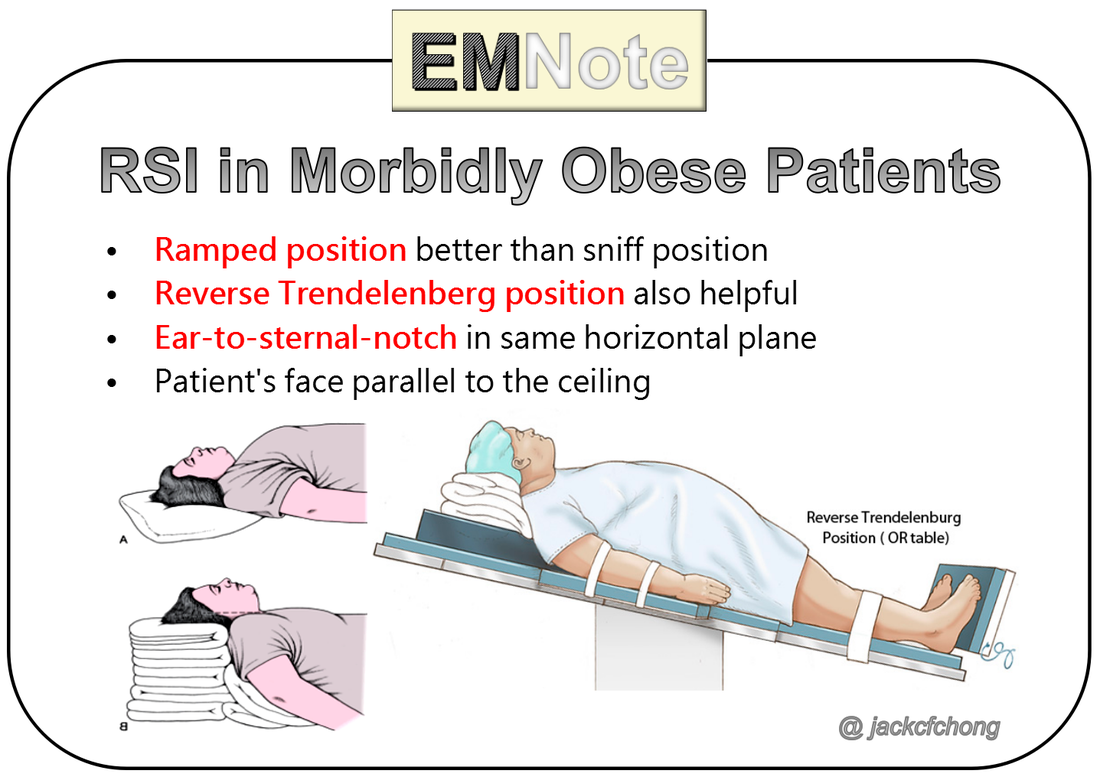 EMNote
RSI in Morbidly Obese Patients
• Ramped position better than sniff position
• Reverse Trendelenberg position also helpful
• Ear-to-sternal-notch in same horizontal plane
• Patient's face parallel to the ceiling
A
Reverse Trendelenburg
Position ( OR table)
B
@ jackcfchong